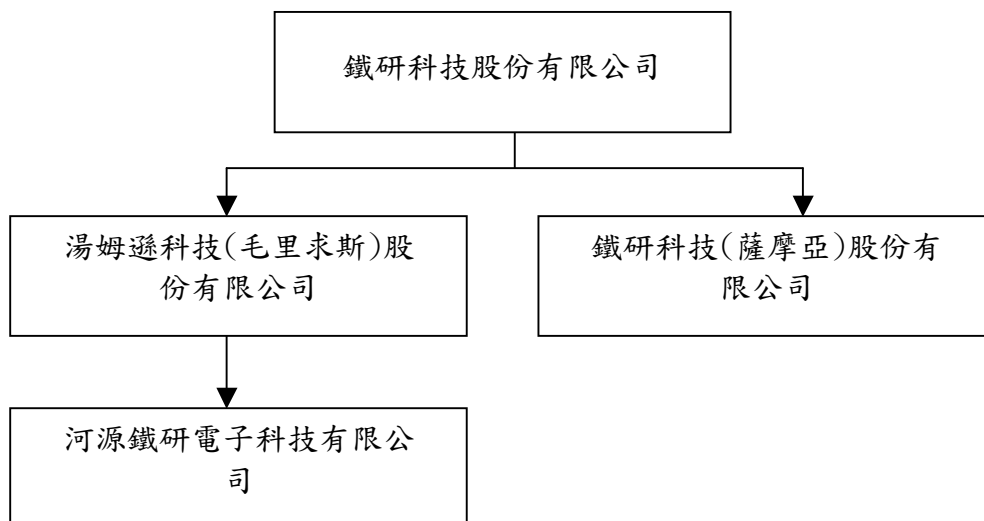 鐵研科技股份有限公司
湯姆遜科技(毛里求斯)股
份有限公司
鐵研科技(薩摩亞)股份有
限公司
河源鐵研電子科技有限公
司